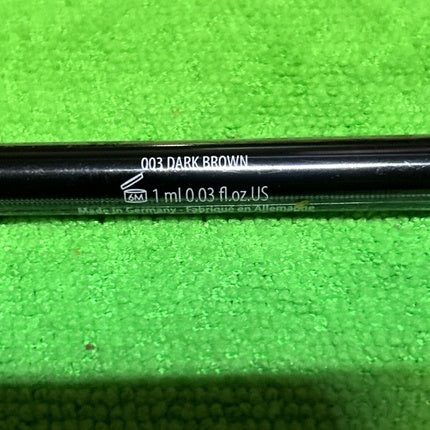 003 DARK BROWN
6M 1 ml 0.03 fl.oz.US
Made in Germany - Fabriqué en Allemagne